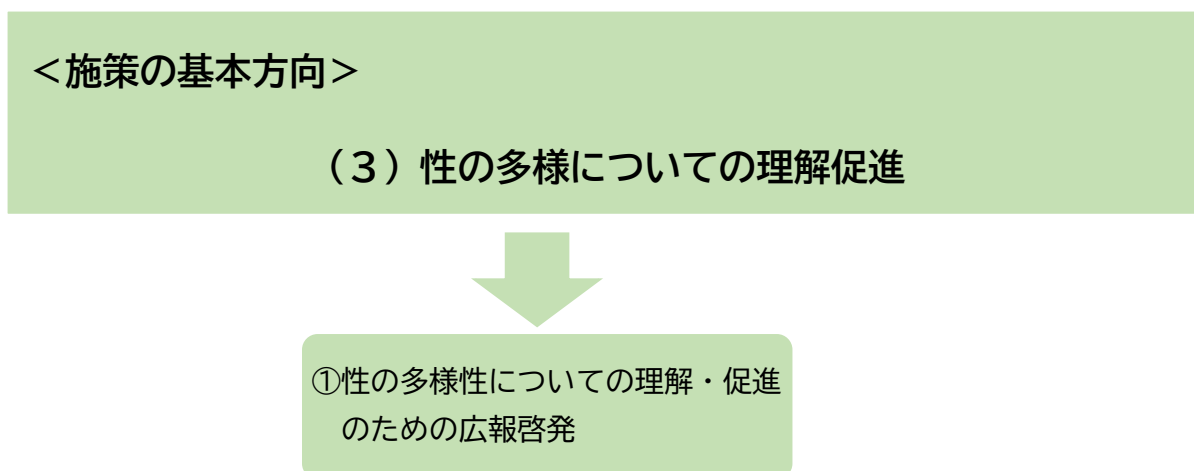 ＜施策の基本方向＞
（３）性の多様についての理解促進
①性の多様性についての理解・促進
のための広報啓発